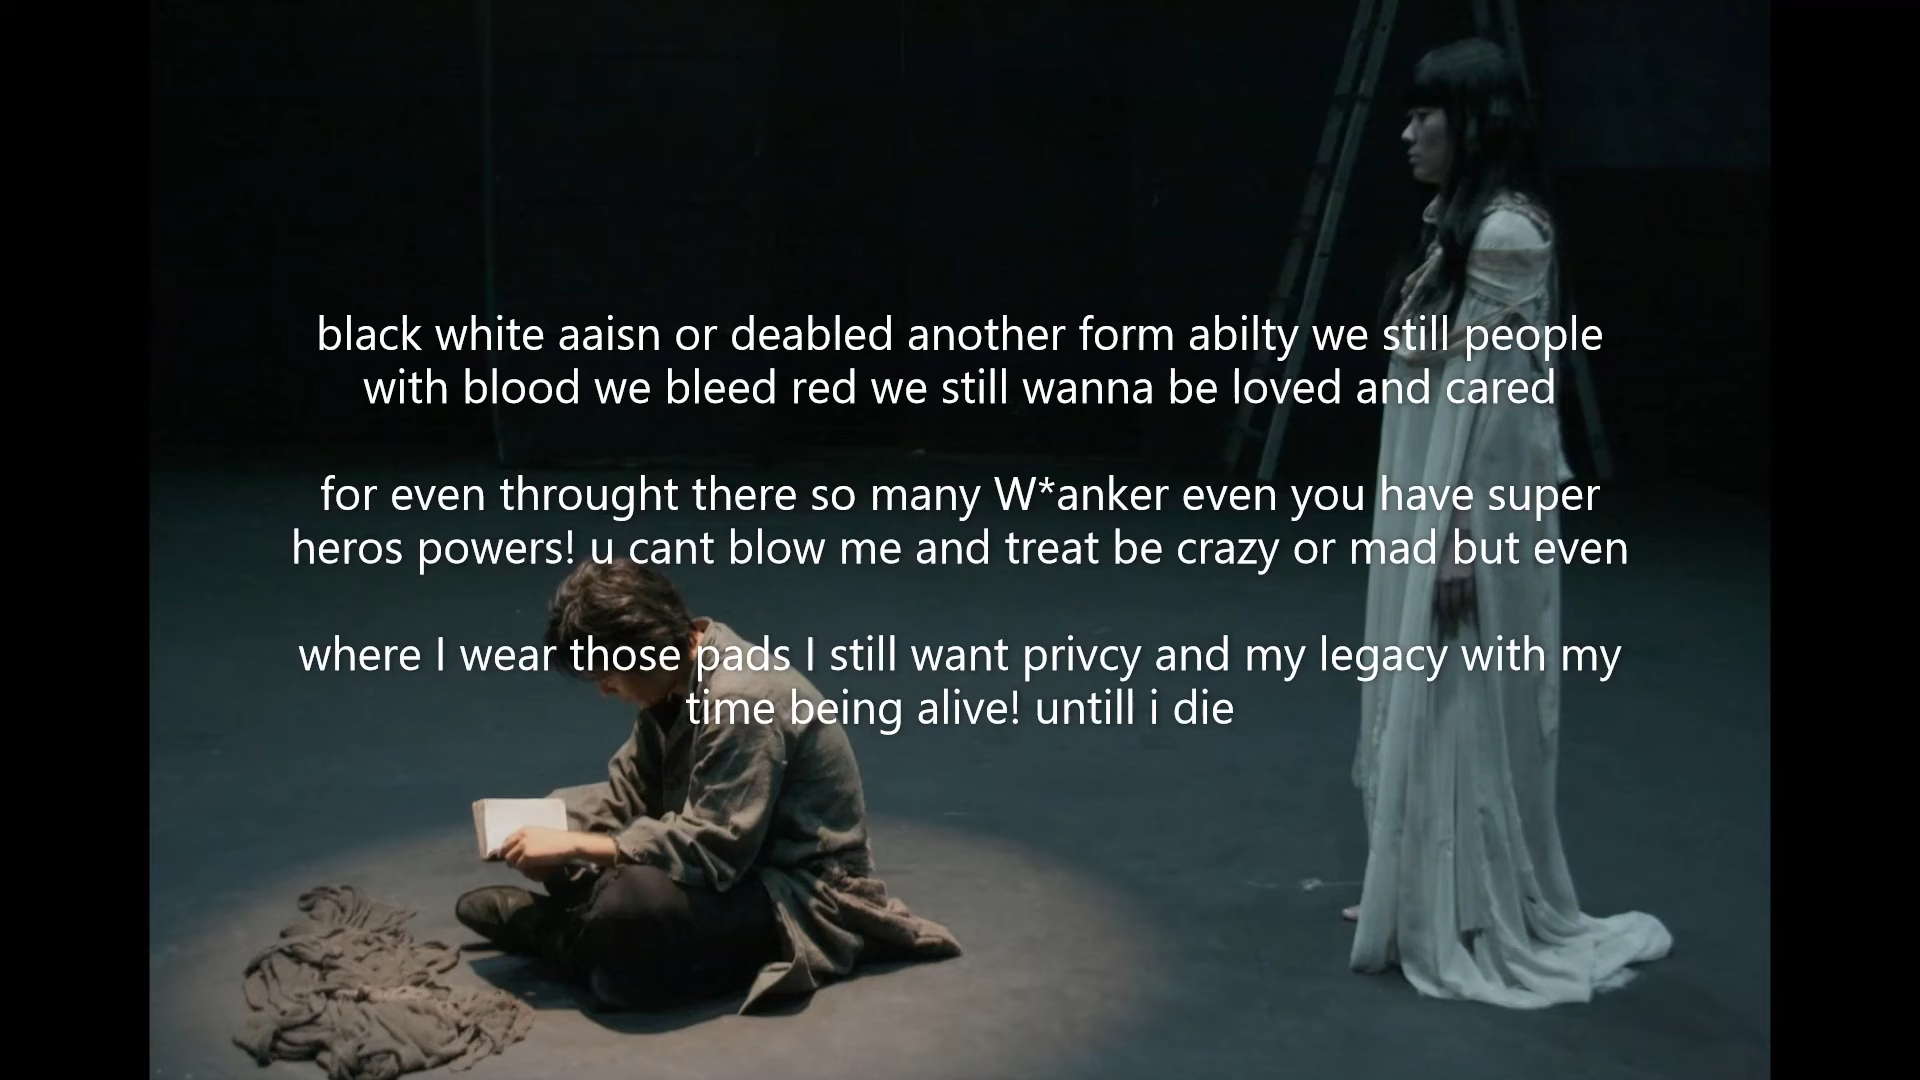 black white aaisn or deabled another form abilty we still people
with blood we bleed red we still wanna be loved and cared
for even throught there so many W*anker even you have super
heros powers! u cant blow me and treat be crazy or mad but even
where I wear those pads I still want privcy and my legacy with my
time being alive! untill i die